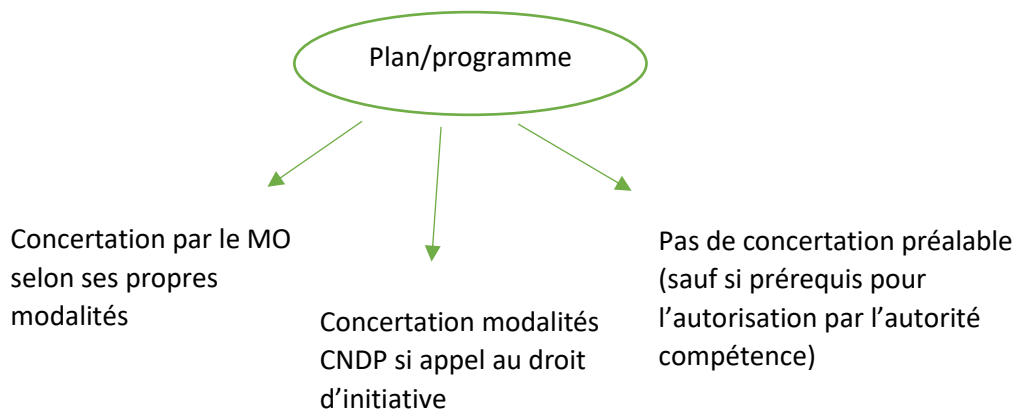 Plan/programme
Concertation par le MO
selon ses propres
modalités
Concertation modalités
CNDP si appel au droit
d’initiative
Pas de concertation préalable
(sauf si prérequis pour
l’autorisation par l’autorité
compétence)